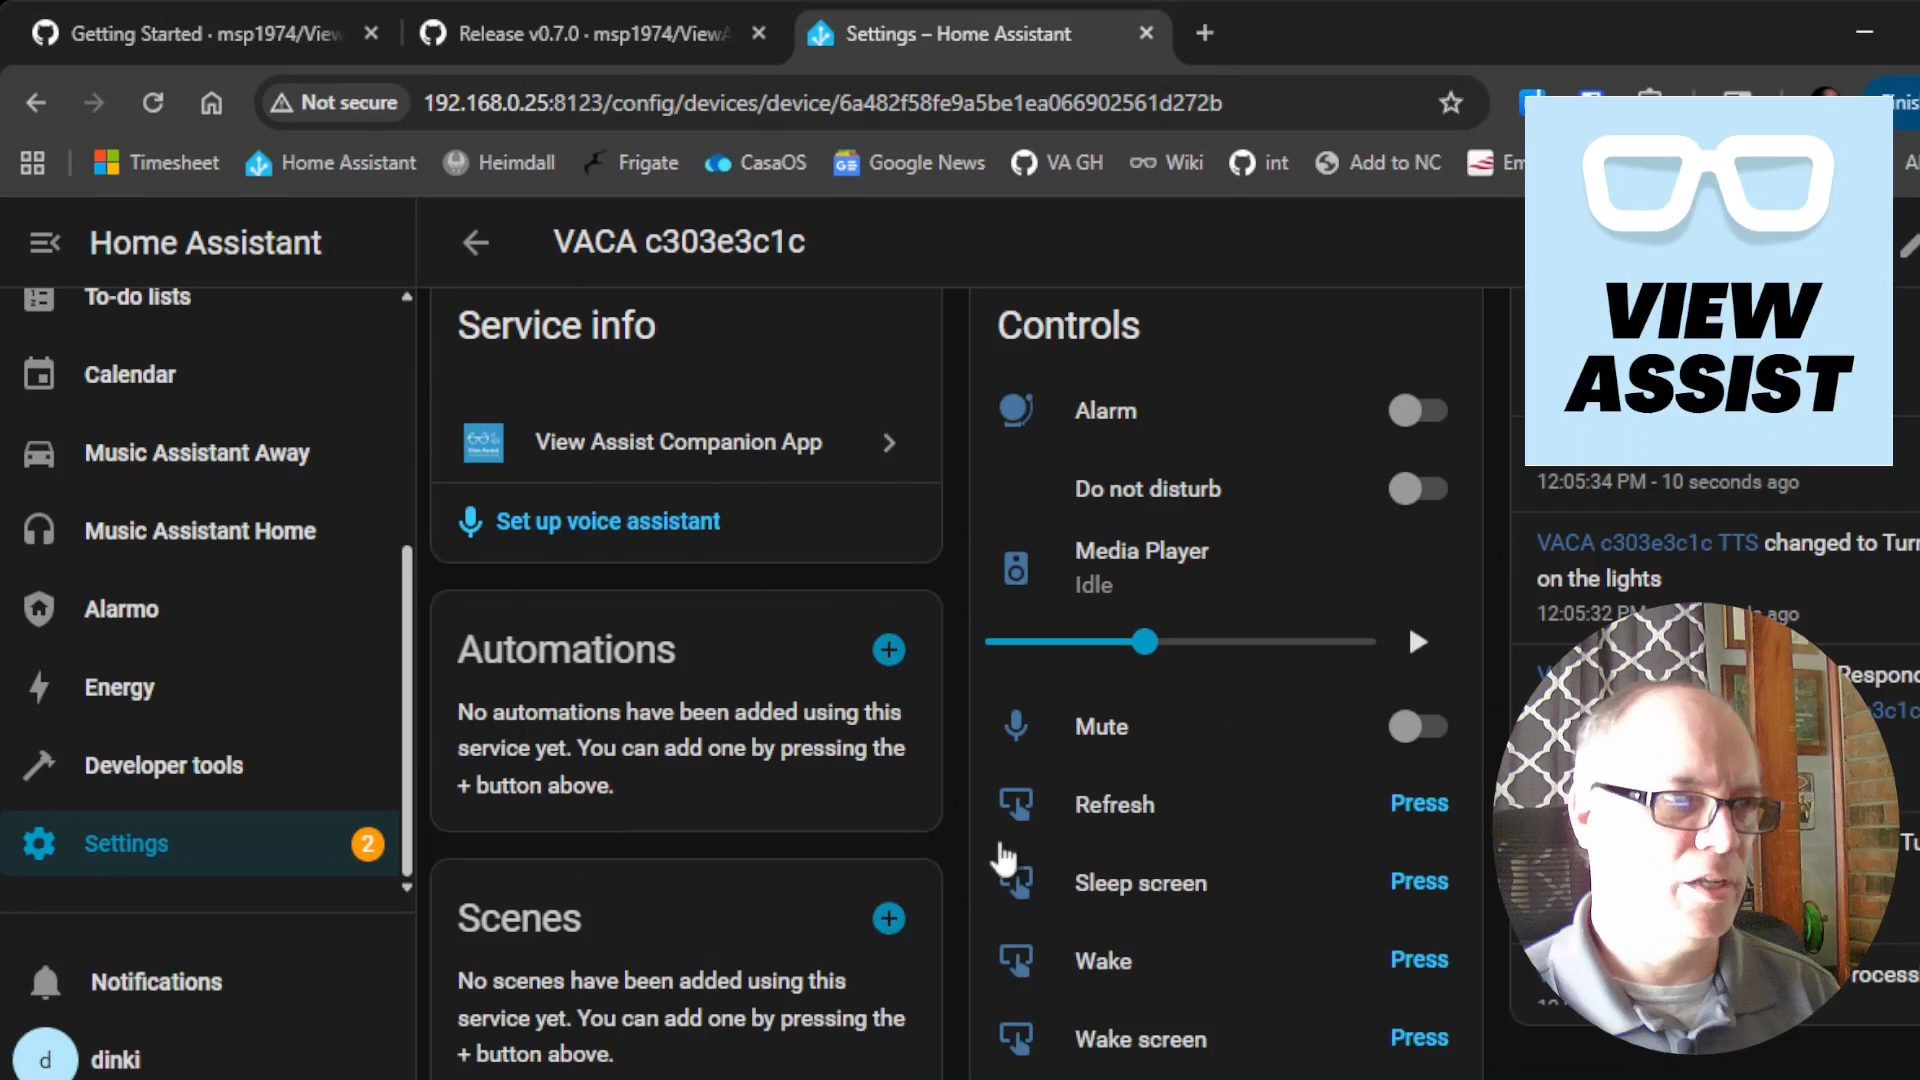 Getting Started · msp1974/View
Release v0.7.0 · msp1974/ViewA
Settings – Home Assistant
Not secure
192.168.0.25:8123/config/devices/device/6a482f58fe9a5be1ea066902561d272b
Timesheet
Home Assistant
Heimdall
Frigate
CasaOS
Google News
VA GH
Wiki
int
Add to NC
VIEW
ASSIST
Home Assistant
VACA c303e3c1c
To-do lists
Calendar
Music Assistant Away
Music Assistant Home
Alarmo
Energy
Developer tools
Settings
2
Notifications
d
dinki
Service info
View Assist Companion App
Set up voice assistant
Automations
No automations have been added using this
service yet. You can add one by pressing the
+ button above.
Scenes
No scenes have been added using this
service yet. You can add one by pressing the
+ button above.
Controls
Alarm
Do not disturb
Media Player
Idle
Mute
Refresh
Press
Sleep screen
Press
Wake
Press
Wake screen
Press
12:05:34 PM - 10 seconds ago
VACA c303e3c1c TTS changed to Turn
on the lights
12:05:32 PM
ago